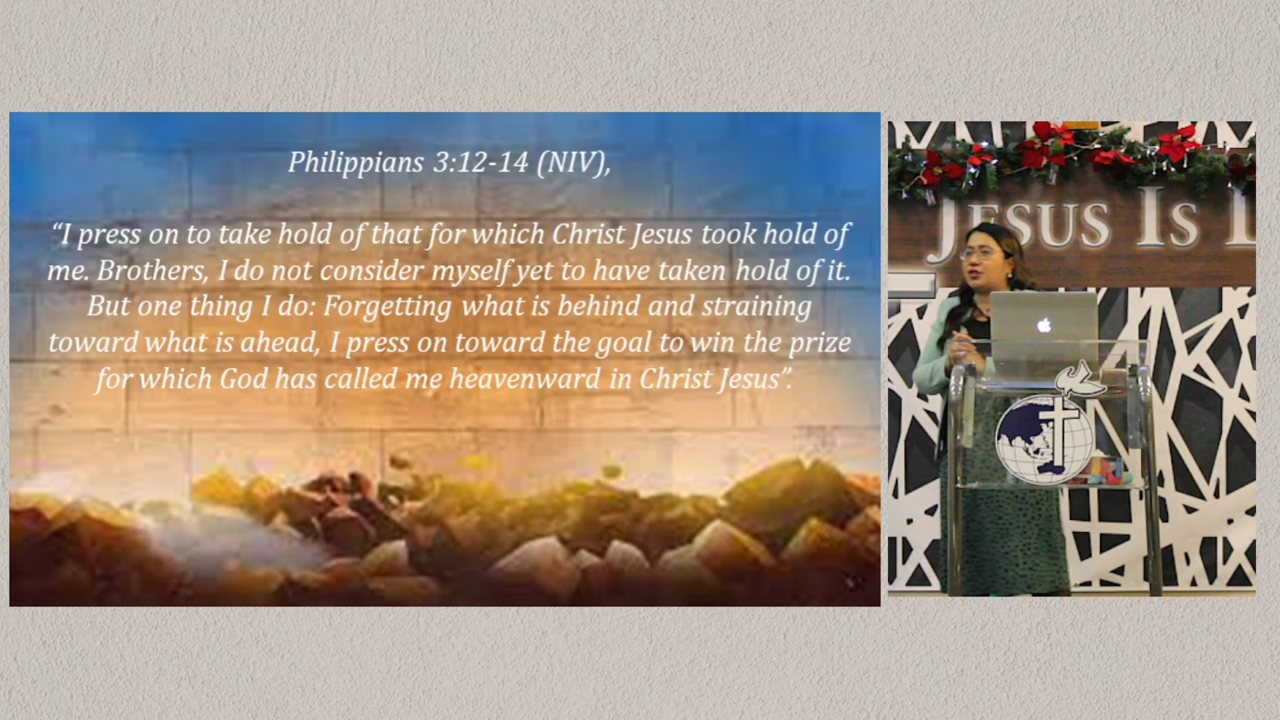 Philippians 3:12-14 (NIV),
“I press on to take hold of that for which Christ Jesus took hold of
me. Brothers, I do not consider myself yet to have taken hold of it.
But one thing I do: Forgetting what is behind and straining
toward what is ahead, I press on toward the goal to win the prize
for which God has called me heavenward in Christ Jesus”.
JESUS IS L